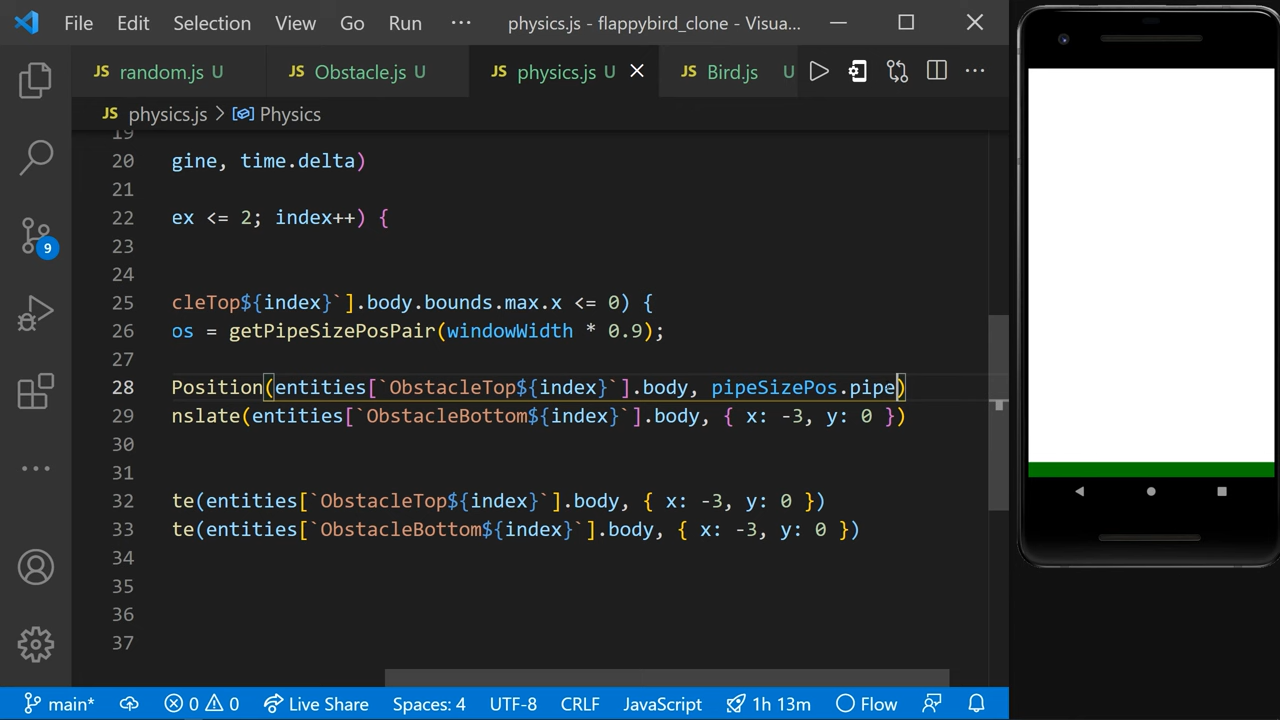 File Edit Selection View Go Run ··· physics.js - flappybird_clone - Visua...
JS random.js U JS Obstacle.js U JS physics.js U JS Bird.js U
JS physics.js > Physics
19
20 gine, time.delta)
21
22 ex <= 2; index++) {
23
24
25 cleTop${index}`].body.bounds.max.x <= 0) {
26 os = getPipeSizePosPair(windowWidth * 0.9);
27
28 Position(entities[`ObstacleTop${index}`].body, pipeSizePos.pipe)
29 nslate(entities[`ObstacleBottom${index}`].body, { x: -3, y: 0 })
30
31
32 te(entities[`ObstacleTop${index}`].body, { x: -3, y: 0 })
33 te(entities[`ObstacleBottom${index}`].body, { x: -3, y: 0 })
34
35
36
37
9
main* 0 0 Live Share Spaces: 4 UTF-8 CRLF JavaScript 1h 13m Flow